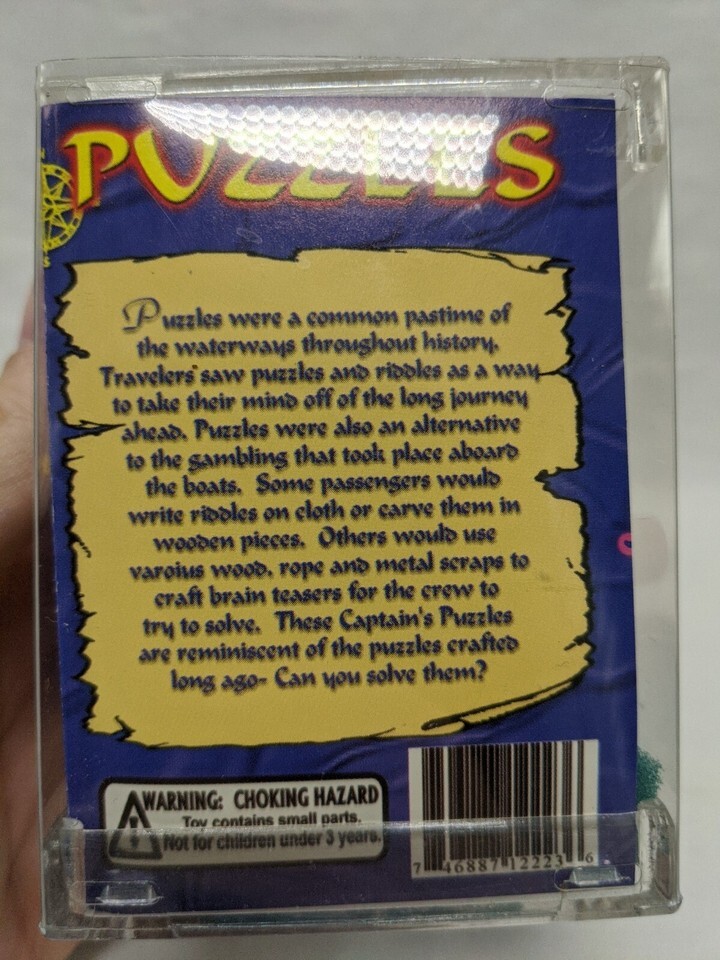 PUZZLES
Puzzles were a common pastime of
the waterways throughout history.
Travelers saw puzzles and riddles as a way
to take their mind off of the long journey
ahead. Puzzles were also an alternative
to the gambling that took place aboard
the boats. Some passengers would
write riddles on cloth or carve them in
wooden pieces. Others would use
varoius wood, rope and metal scraps to
craft brain teasers for the crew to
try to solve. These Captain's Puzzles
are reminiscent of the puzzles crafted
long ago- Can you solve them?
WARNING: CHOKING HAZARD
Toy contains small parts.
Not for children under 3 years.
7 46887 12223 6
S